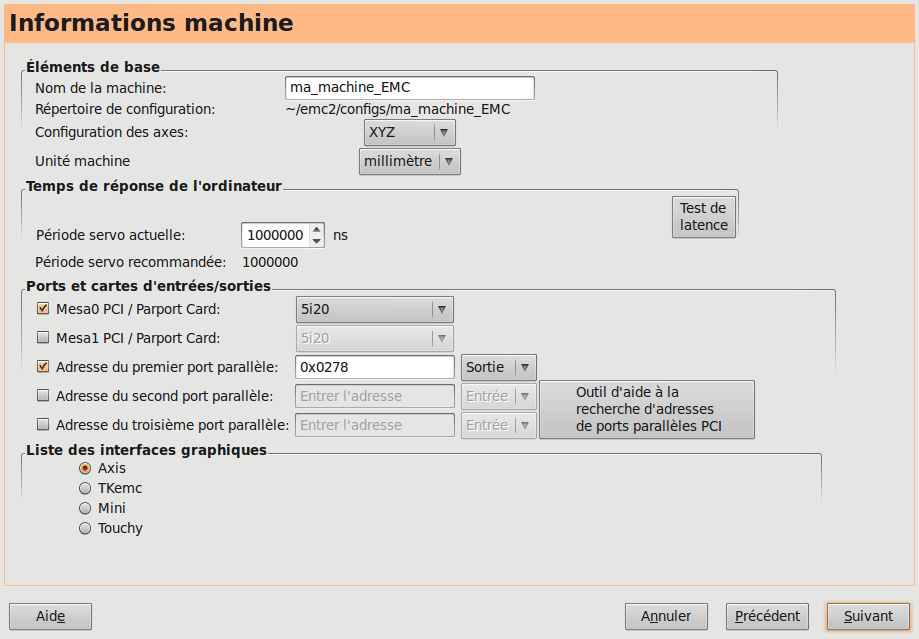 Informations machine
Éléments de base
Nom de la machine: ma_machine_EMC
Répertoire de configuration: ~/emc2/configs/ma_machine_EMC
Configuration des axes: XYZ
Unité machine millimètre
Temps de réponse de l'ordinateur
Test de
latence
Période servo actuelle: 1000000 ns
Période servo recommandée: 1000000
Ports et cartes d'entrées/sorties
Mesa0 PCI / Parport Card: 5i20
Mesa1 PCI / Parport Card: 5i20
Adresse du premier port parallèle: 0x0278 Sortie
Adresse du second port parallèle: Entrer l'adresse Entrée
Adresse du troisième port parallèle: Entrer l'adresse Entrée
Outil d'aide à la
recherche d'adresses
de ports parallèles PCI
Liste des interfaces graphiques
Axis
TKemc
Mini
Touchy
Aide Annuler Précédent Suivant